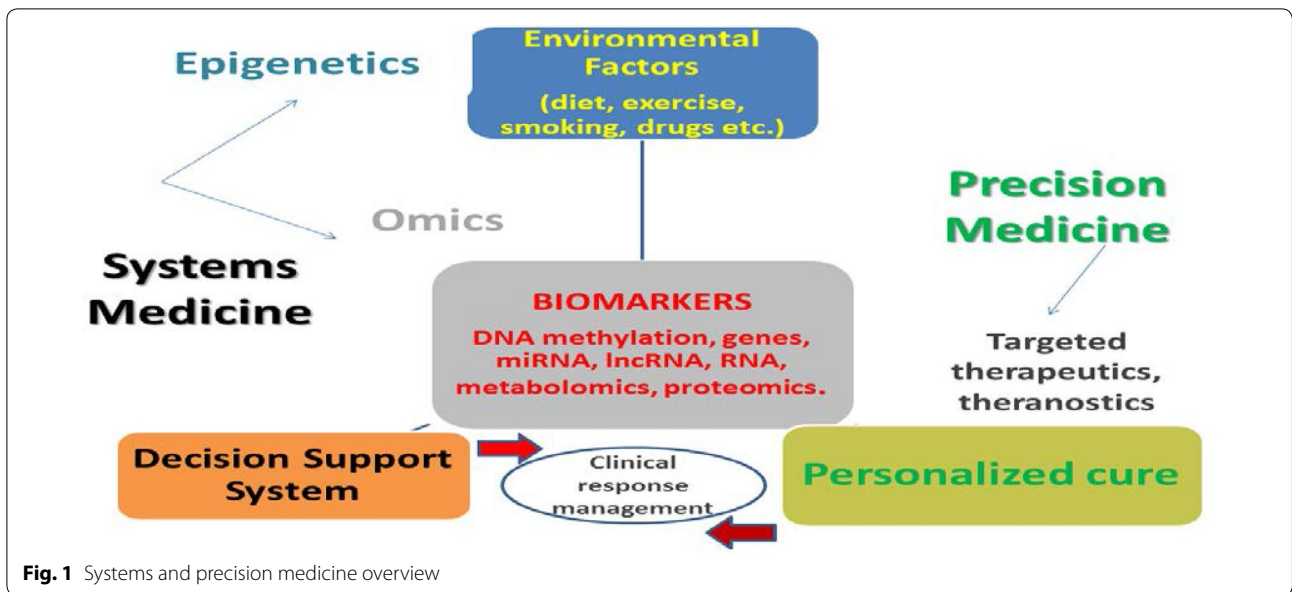 Epigenetics
Environmental
Factors
(diet, exercise,
smoking, drugs etc.)
Omics
Systems
Medicine
Precision
Medicine
BIOMARKERS
DNA methylation, genes,
miRNA, lncRNA, RNA,
metabolomics, proteomics.
Targeted
therapeutics,
theranostics
Decision Support
System
Clinical
response
management
Personalized cure
Fig. 1 Systems and precision medicine overview